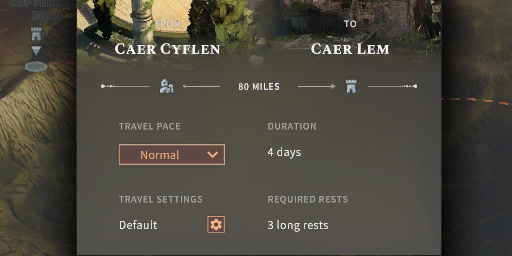 FROM
TO
CAER CYFLEN
CAER LEM
80 MILES
TRAVEL PACE
DURATION
Normal
4 days
TRAVEL SETTINGS
REQUIRED RESTS
Default
3 long rests